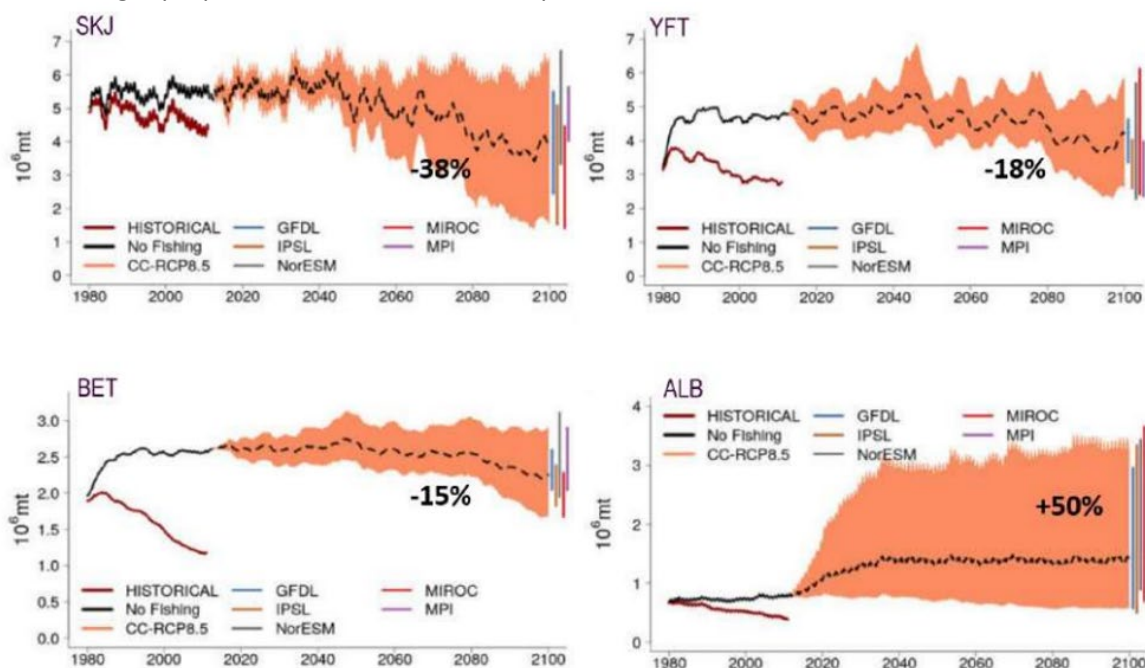 SKJ
7
6
5
4
3
2
1
0
10⁶mt
-38%
HISTORICAL GFDL MIROC
No Fishing IPSL MPI
CC-RCP8.5 NorESM
1980 2000 2020 2040 2060 2080 2100
YFT
7
6
5
4
3
2
1
0
10⁶mt
-18%
HISTORICAL GFDL MIROC
No Fishing IPSL MPI
CC-RCP8.5 NorESM
1980 2000 2020 2040 2060 2080 2100
BET
3.0
2.5
2.0
1.5
1.0
0.5
0.0
10⁶mt
-15%
HISTORICAL GFDL MIROC
No Fishing IPSL MPI
CC-RCP8.5 NorESM
1980 2000 2020 2040 2060 2080 2100
ALB
4
3
2
1
0
10⁶mt
HISTORICAL GFDL MIROC
No Fishing IPSL MPI
CC-RCP8.5 NorESM
+50%
1980 2000 2020 2040 2060 2080 2100